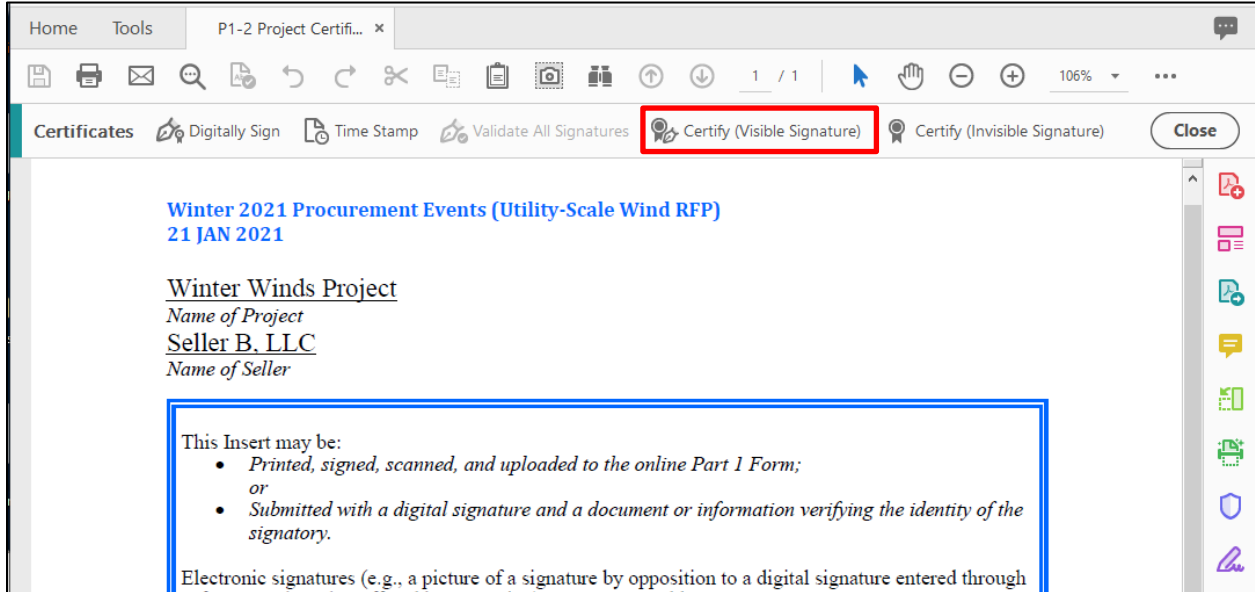 Home Tools P1-2 Project Certifi... ×
1 / 1 106%
Certificates Digitally Sign Time Stamp Validate All Signatures Certify (Visible Signature) Certify (Invisible Signature) Close
Winter 2021 Procurement Events (Utility-Scale Wind RFP)
21 JAN 2021
Winter Winds Project
Name of Project
Seller B, LLC
Name of Seller
This Insert may be:
• Printed, signed, scanned, and uploaded to the online Part 1 Form;
or
• Submitted with a digital signature and a document or information verifying the identity of the
signatory.
Electronic signatures (e.g., a picture of a signature by opposition to a digital signature entered through